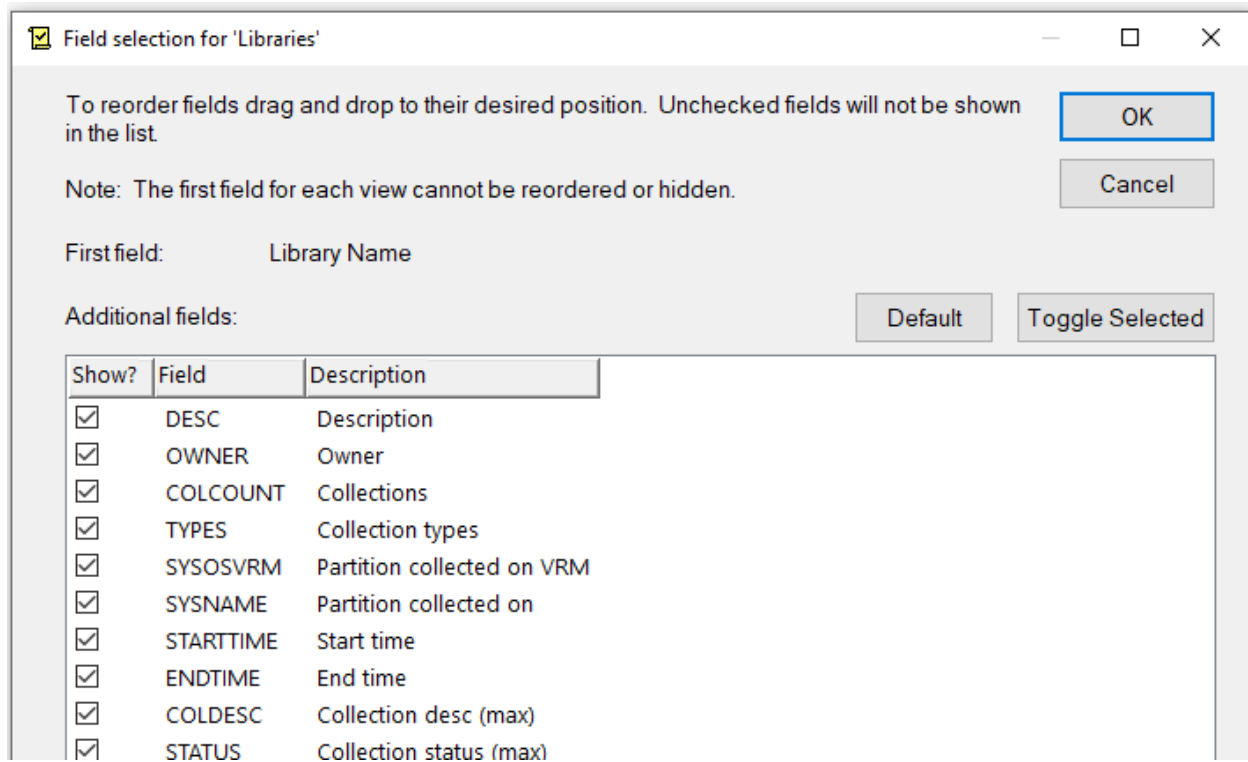 Field selection for 'Libraries'
To reorder fields drag and drop to their desired position.  Unchecked fields will not be shown
in the list.
OK
Cancel
Note:  The first field for each view cannot be reordered or hidden.
First field: Library Name
Additional fields: Default Toggle Selected
Show? Field Description
DESC Description
OWNER Owner
COLCOUNT Collections
TYPES Collection types
SYSOSVRM Partition collected on VRM
SYSNAME Partition collected on
STARTTIME Start time
ENDTIME End time
COLDESC Collection desc (max)
STATUS Collection status (max)